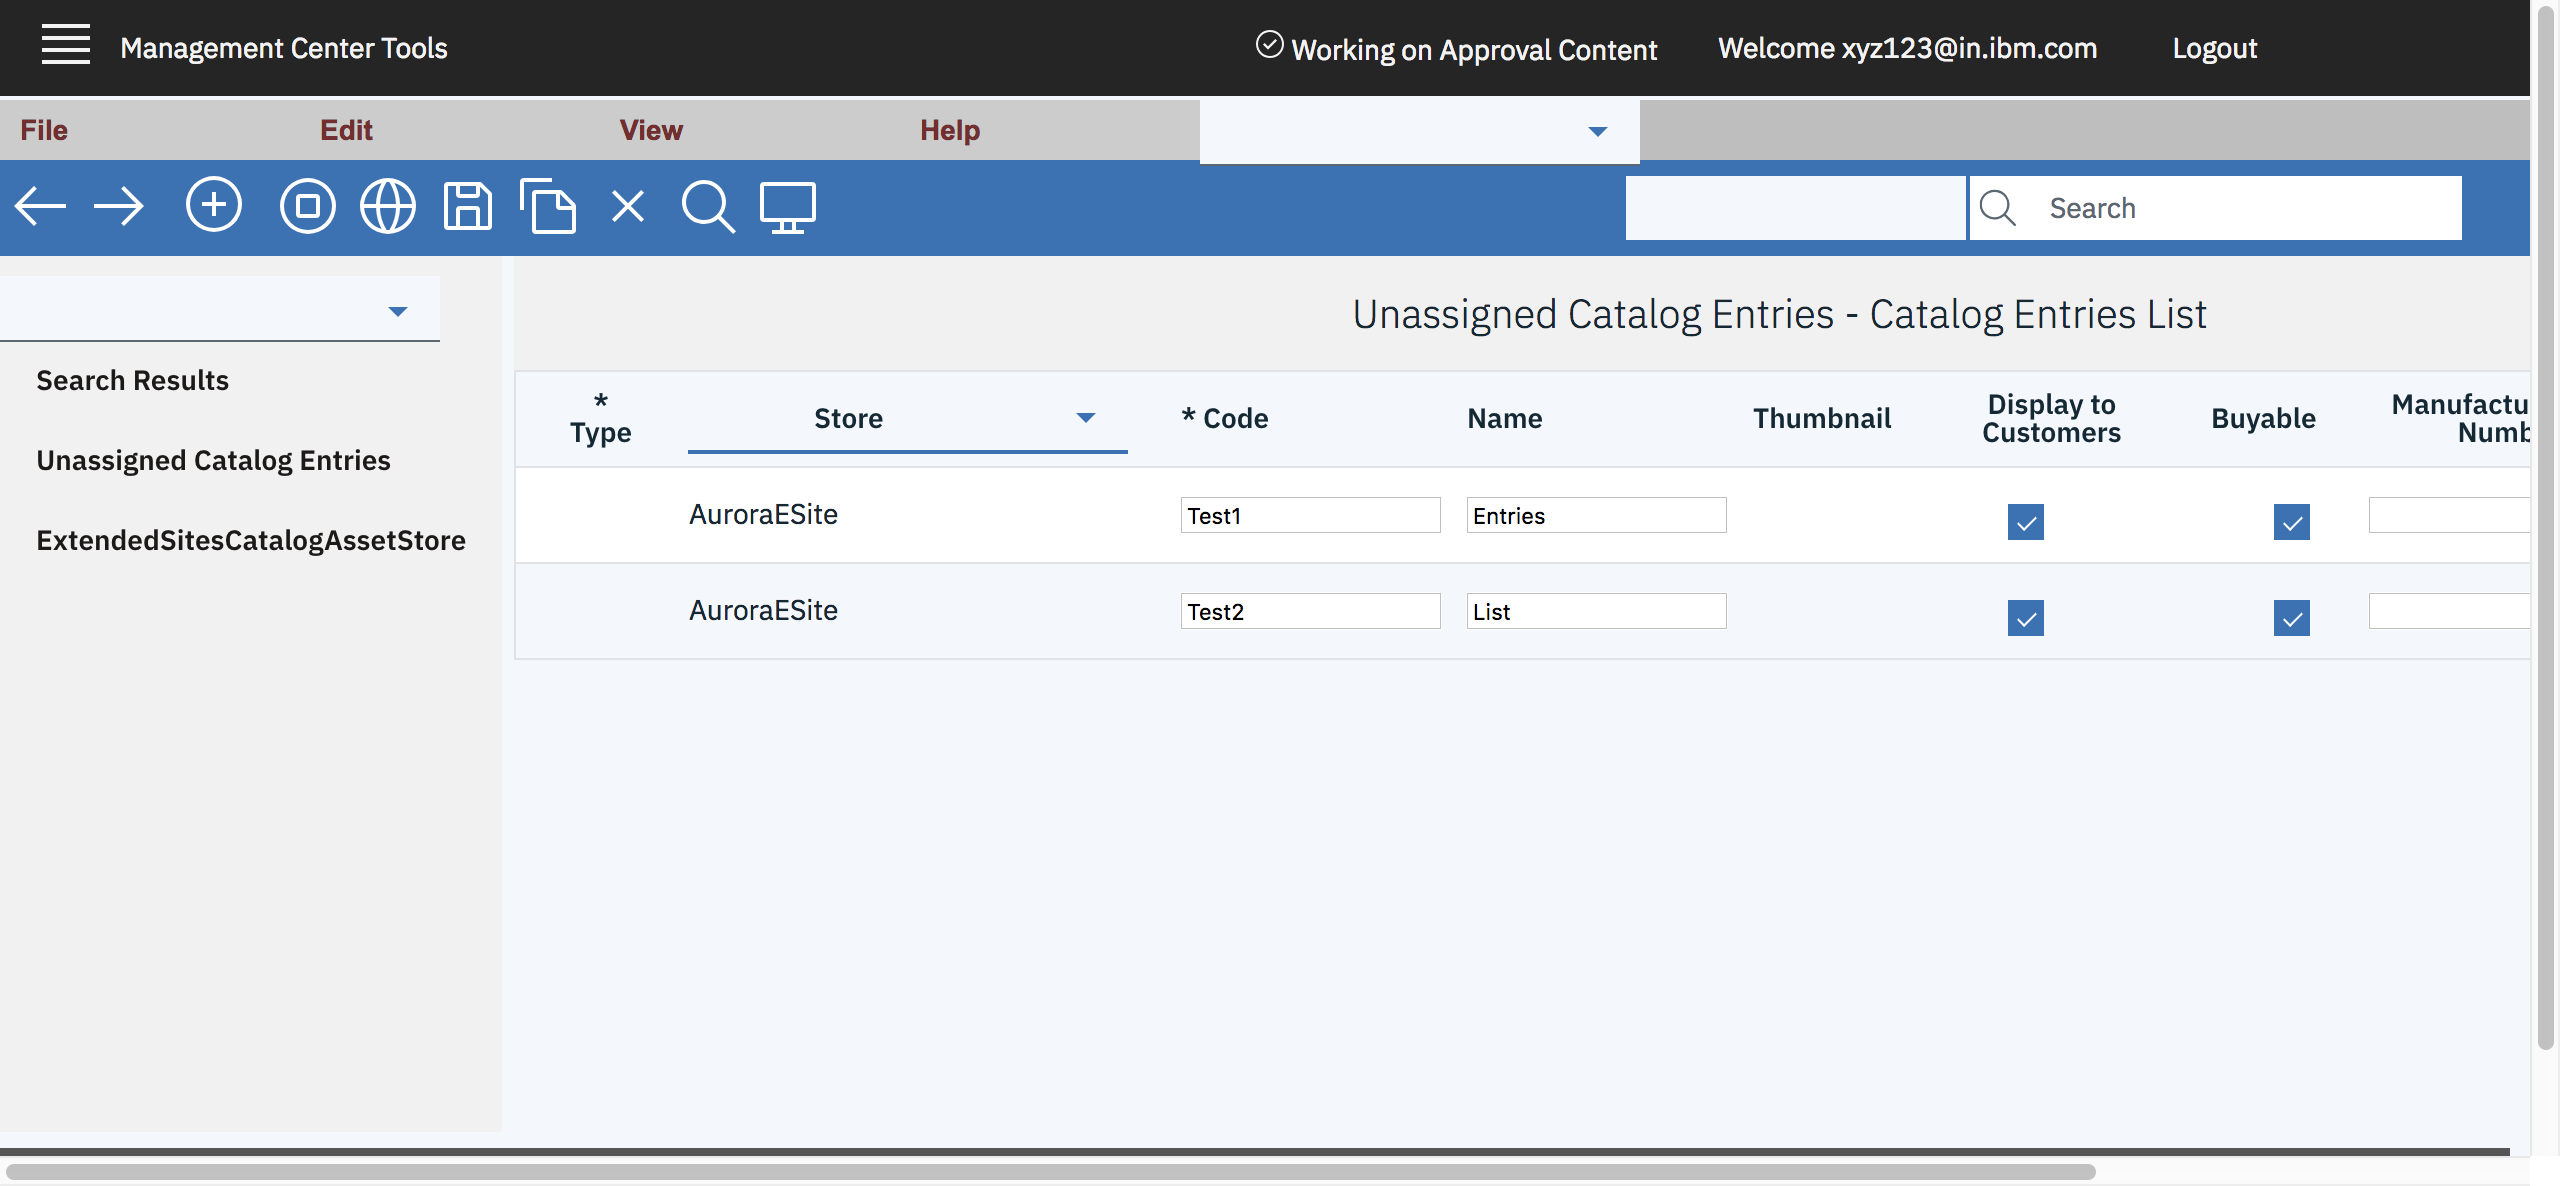 Management Center Tools
Working on Approval Content
Welcome xyz123@in.ibm.com
Logout
File Edit View Help
Search
Unassigned Catalog Entries - Catalog Entries List
Search Results
Unassigned Catalog Entries
ExtendedSitesCatalogAssetStore
* Type Store * Code Name Thumbnail Display to Customers Buyable
AuroraESite Test1 Entries
AuroraESite Test2 List